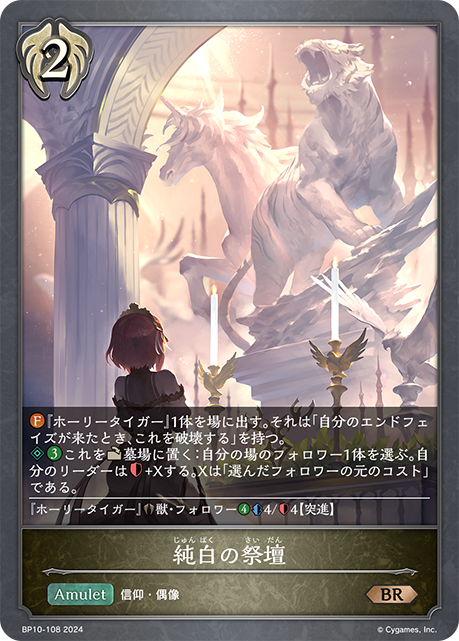 2
F『ホーリータイガー』1体を場に出す。それは「自分のエンドフェ
イズが来たとき、これを破壊する」を持つ。
3これを墓場に置く：自分の場のフォロワー1体を選ぶ。自
分のリーダーは+Xする。Xは「選んだフォロワーの元のコスト」
である。
『ホーリータイガー』獣・フォロワー4 4/4【突進】
じゅん ぱく さい だん
純白の祭壇
Amulet 信仰・偶像 BR
BP10-108 2024 © Cygames, Inc.